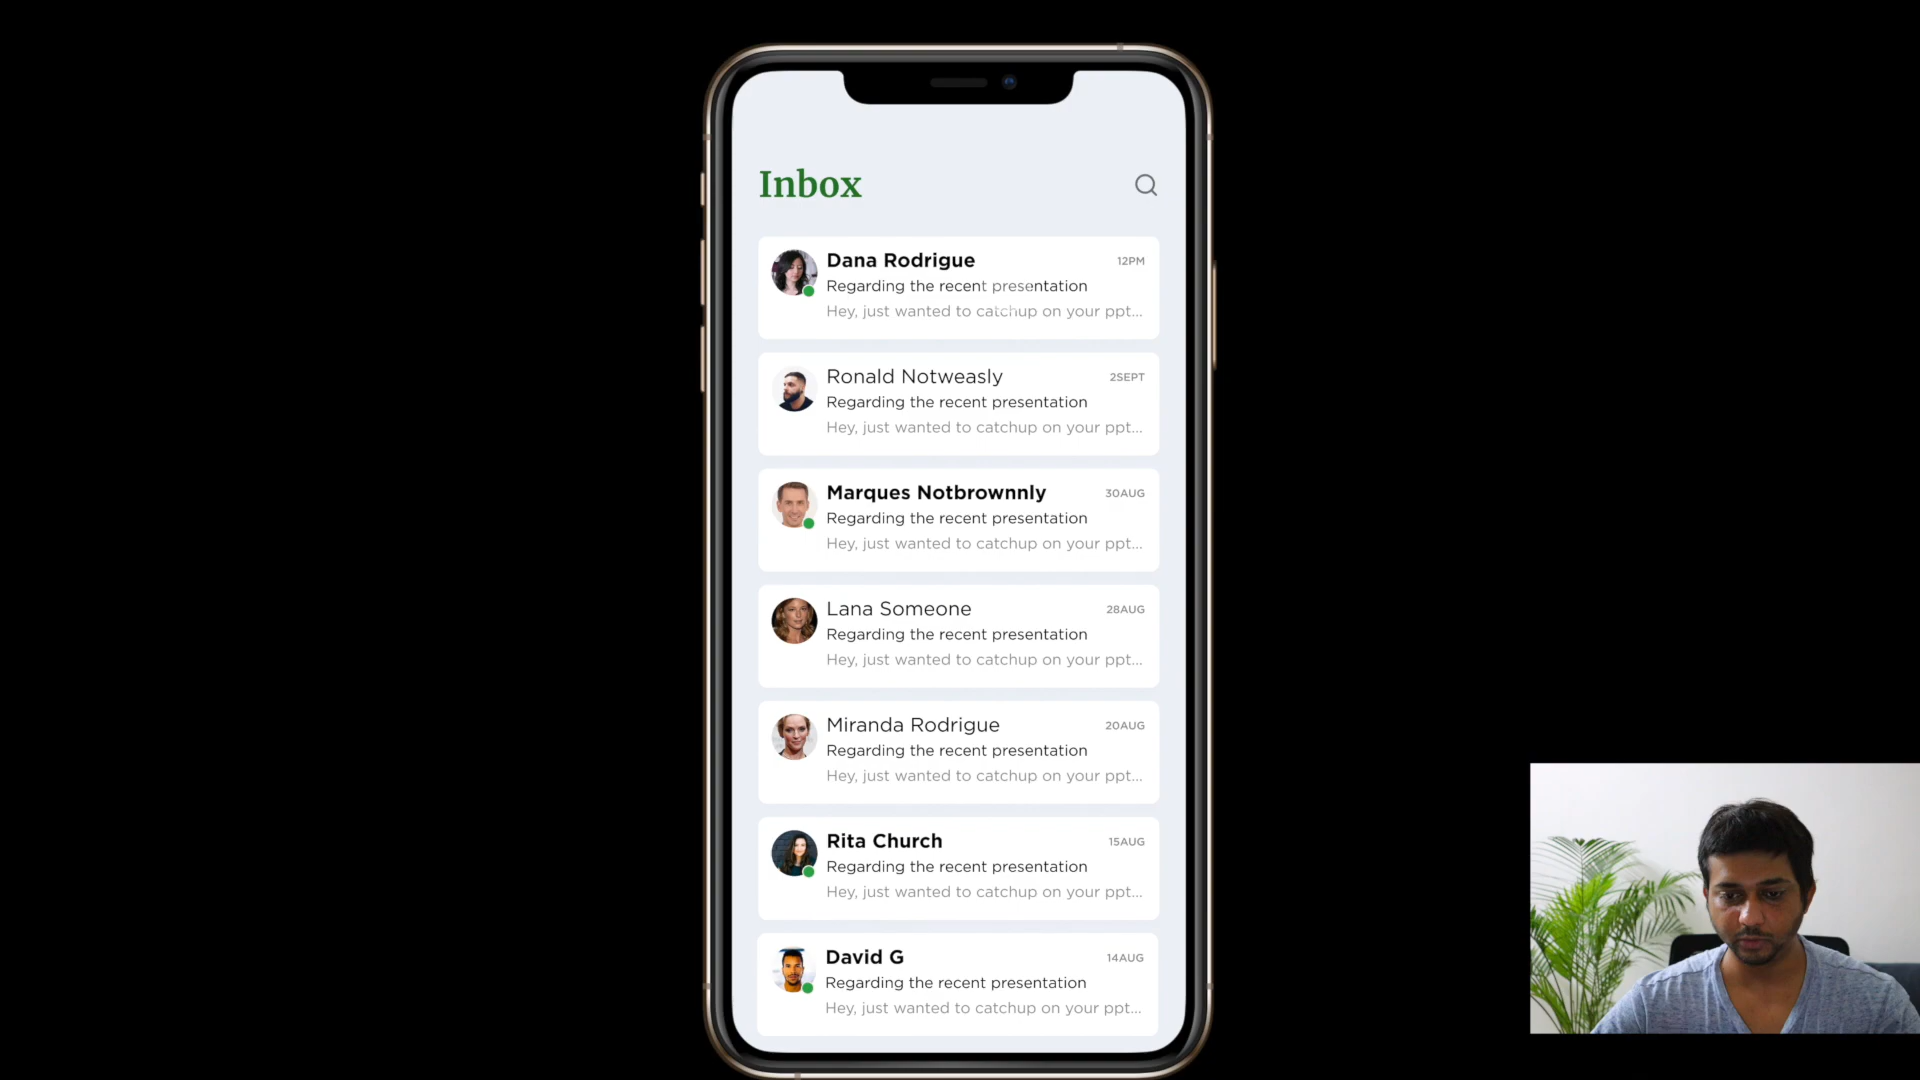 Inbox
Dana Rodrigue 12PM
Regarding the recent presentation
Hey, just wanted to catchup on your ppt...
Ronald Notweasly 2SEPT
Regarding the recent presentation
Hey, just wanted to catchup on your ppt...
Marques Notbrownnly 30AUG
Regarding the recent presentation
Hey, just wanted to catchup on your ppt...
Lana Someone 28AUG
Regarding the recent presentation
Hey, just wanted to catchup on your ppt...
Miranda Rodrigue 20AUG
Regarding the recent presentation
Hey, just wanted to catchup on your ppt...
Rita Church 15AUG
Regarding the recent presentation
Hey, just wanted to catchup on your ppt...
David G 14AUG
Regarding the recent presentation
Hey, just wanted to catchup on your ppt...